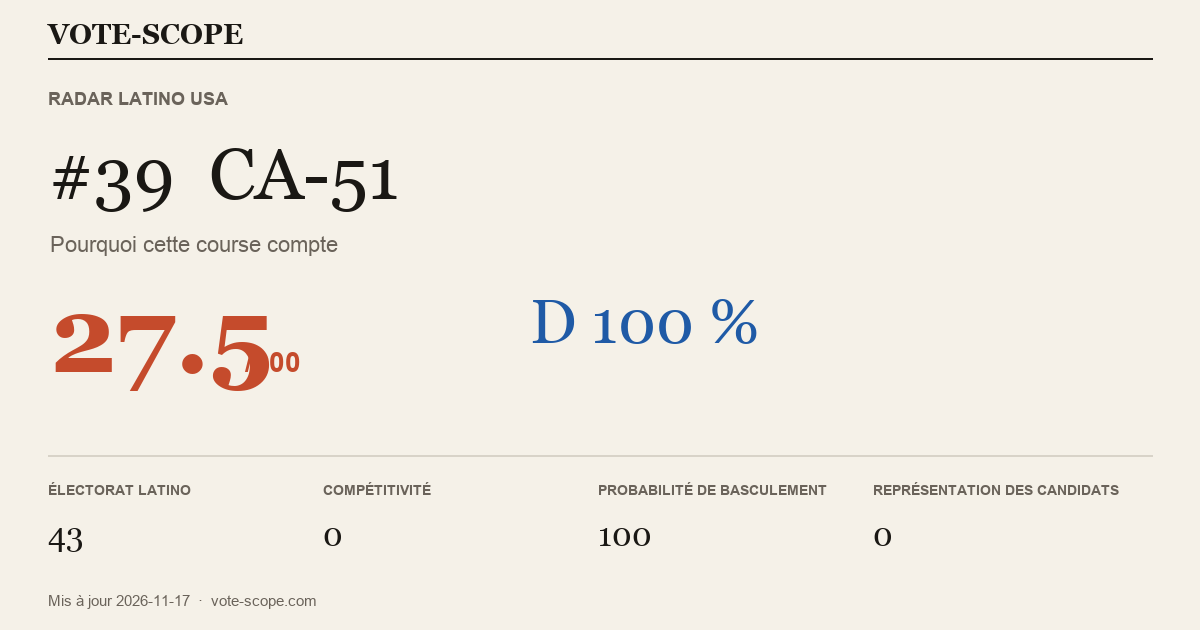 VOTE-SCOPE
RADAR LATINO USA
#39 CA-51
Pourquoi cette course compte
27.5
D 100 %
ÉLECTORAT LATINO COMPÉTITIVITÉ PROBABILITÉ DE BASCULEMENT REPRÉSENTATION DES CANDIDATS
43 0 100 0
Mis à jour 2026-11-17 · vote-scope.com